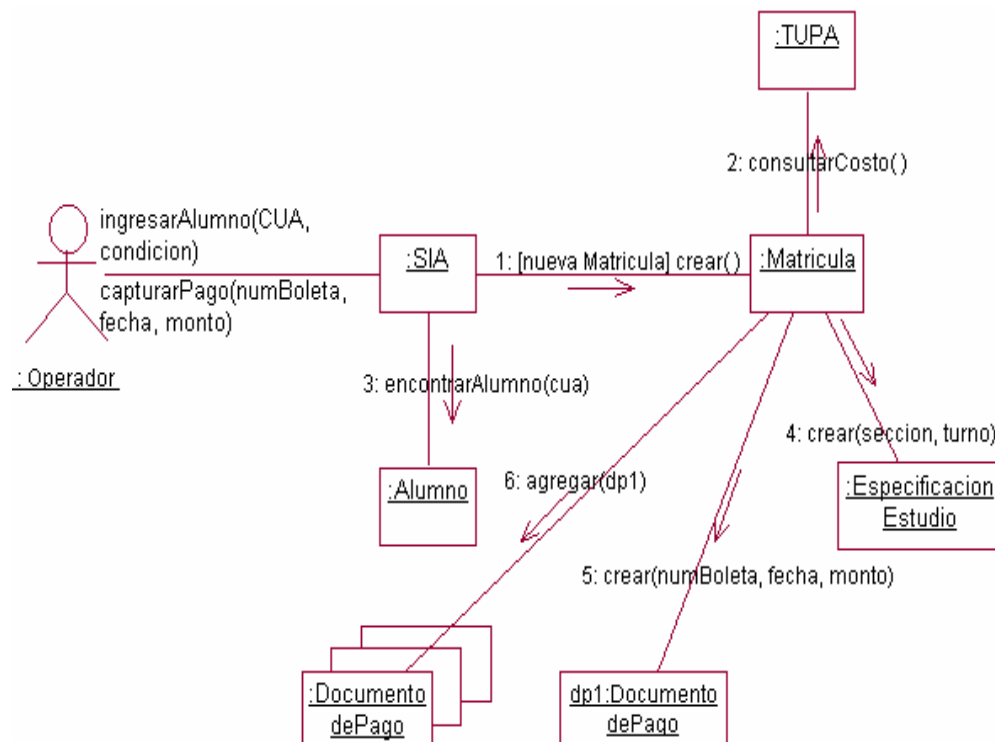 :TUPA
2: consultarCosto()
ingresarAlumno(CUA,
condicion)
capturarPago(numBoleta,
fecha, monto)
: Operador
:SIA
1: [nueva Matricula] crear()
:Matricula
3: encontrarAlumno(cua)
:Alumno
4: crear(seccion, turno)
:Especificacion
Estudio
6: agregar(dp1)
5: crear(numBoleta, fecha, monto)
:Documento
dePago
dp1:Documento
dePago